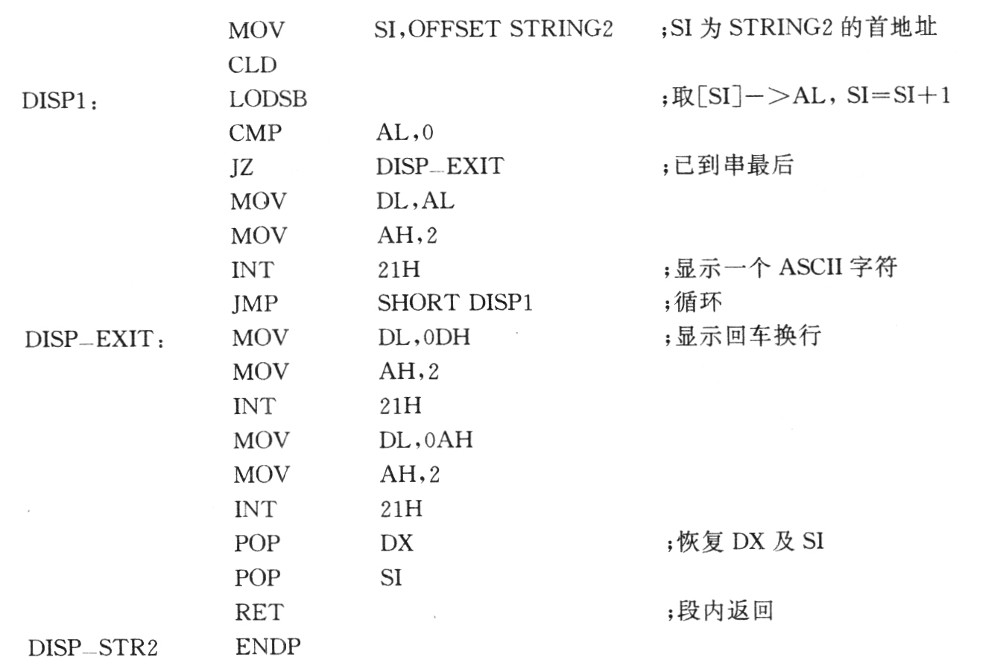 MOV SI,OFFSET STRING2 ;SI 为 STRING2 的首地址
CLD
DISP1: LODSB ;取[SI]->AL, SI=SI+1
CMP AL,0
JZ DISP_EXIT ;已到串最后
MOV DL,AL
MOV AH,2
INT 21H ;显示一个 ASCII 字符
JMP SHORT DISP1 ;循环
DISP_EXIT: MOV DL,0DH ;显示回车换行
MOV AH,2
INT 21H
MOV DL,0AH
MOV AH,2
INT 21H
POP DX ;恢复 DX 及 SI
POP SI
RET ;段内返回
DISP_STR2 ENDP